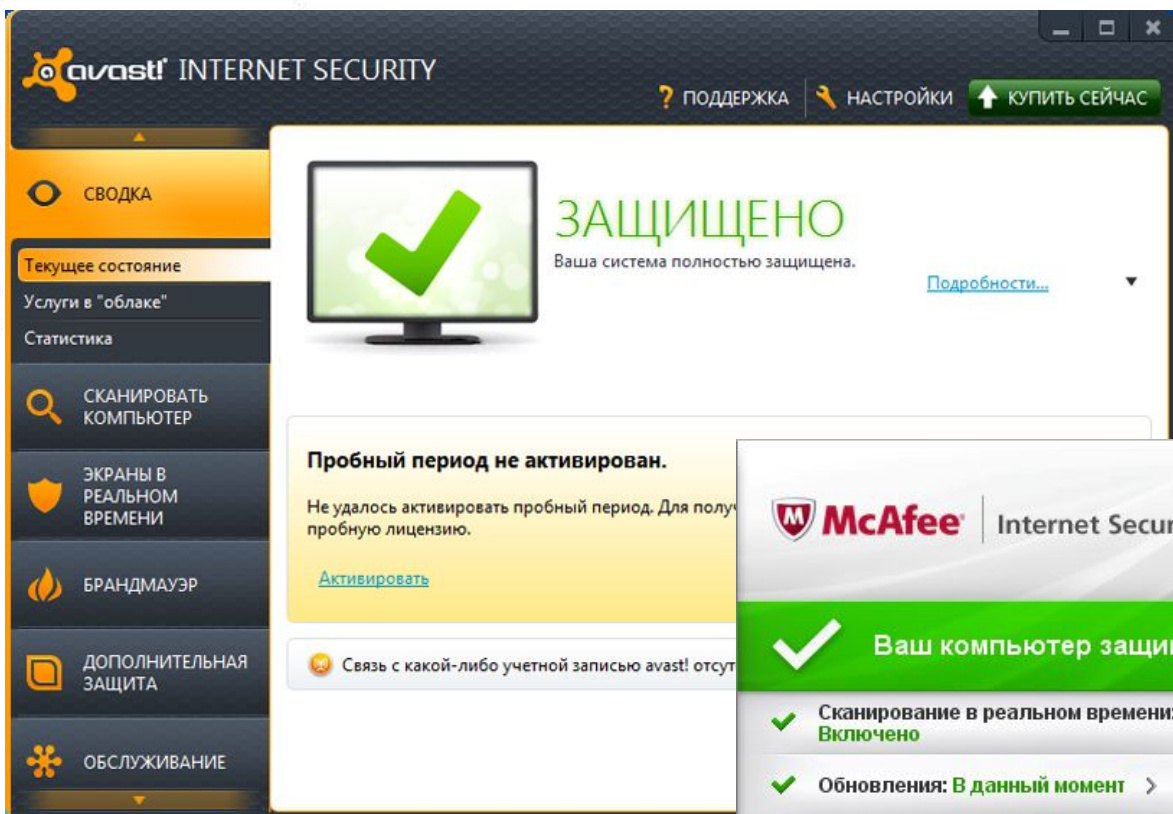 avast! INTERNET SECURITY
ПОДДЕРЖКА
НАСТРОЙКИ
КУПИТЬ СЕЙЧАС
СВОДКА
Текущее состояние
Услуги в "облаке"
Статистика
СКАНИРОВАТЬ
КОМПЬЮТЕР
ЭКРАНЫ В
РЕАЛЬНОМ
ВРЕМЕНИ
БРАНДМАУЭР
ДОПОЛНИТЕЛЬНАЯ
ЗАЩИТА
ОБСЛУЖИВАНИЕ
ЗАЩИЩЕНО
Ваша система полностью защищена.
Подробности...
Пробный период не активирован.
Не удалось активировать пробный период. Для
пробную лицензию.
Активировать
Связь с какой-либо учетной записью avast!
McAfee Internet
Ваш компьютер
Сканирование в реальном времени:
Включено
Обновления: В данный момент